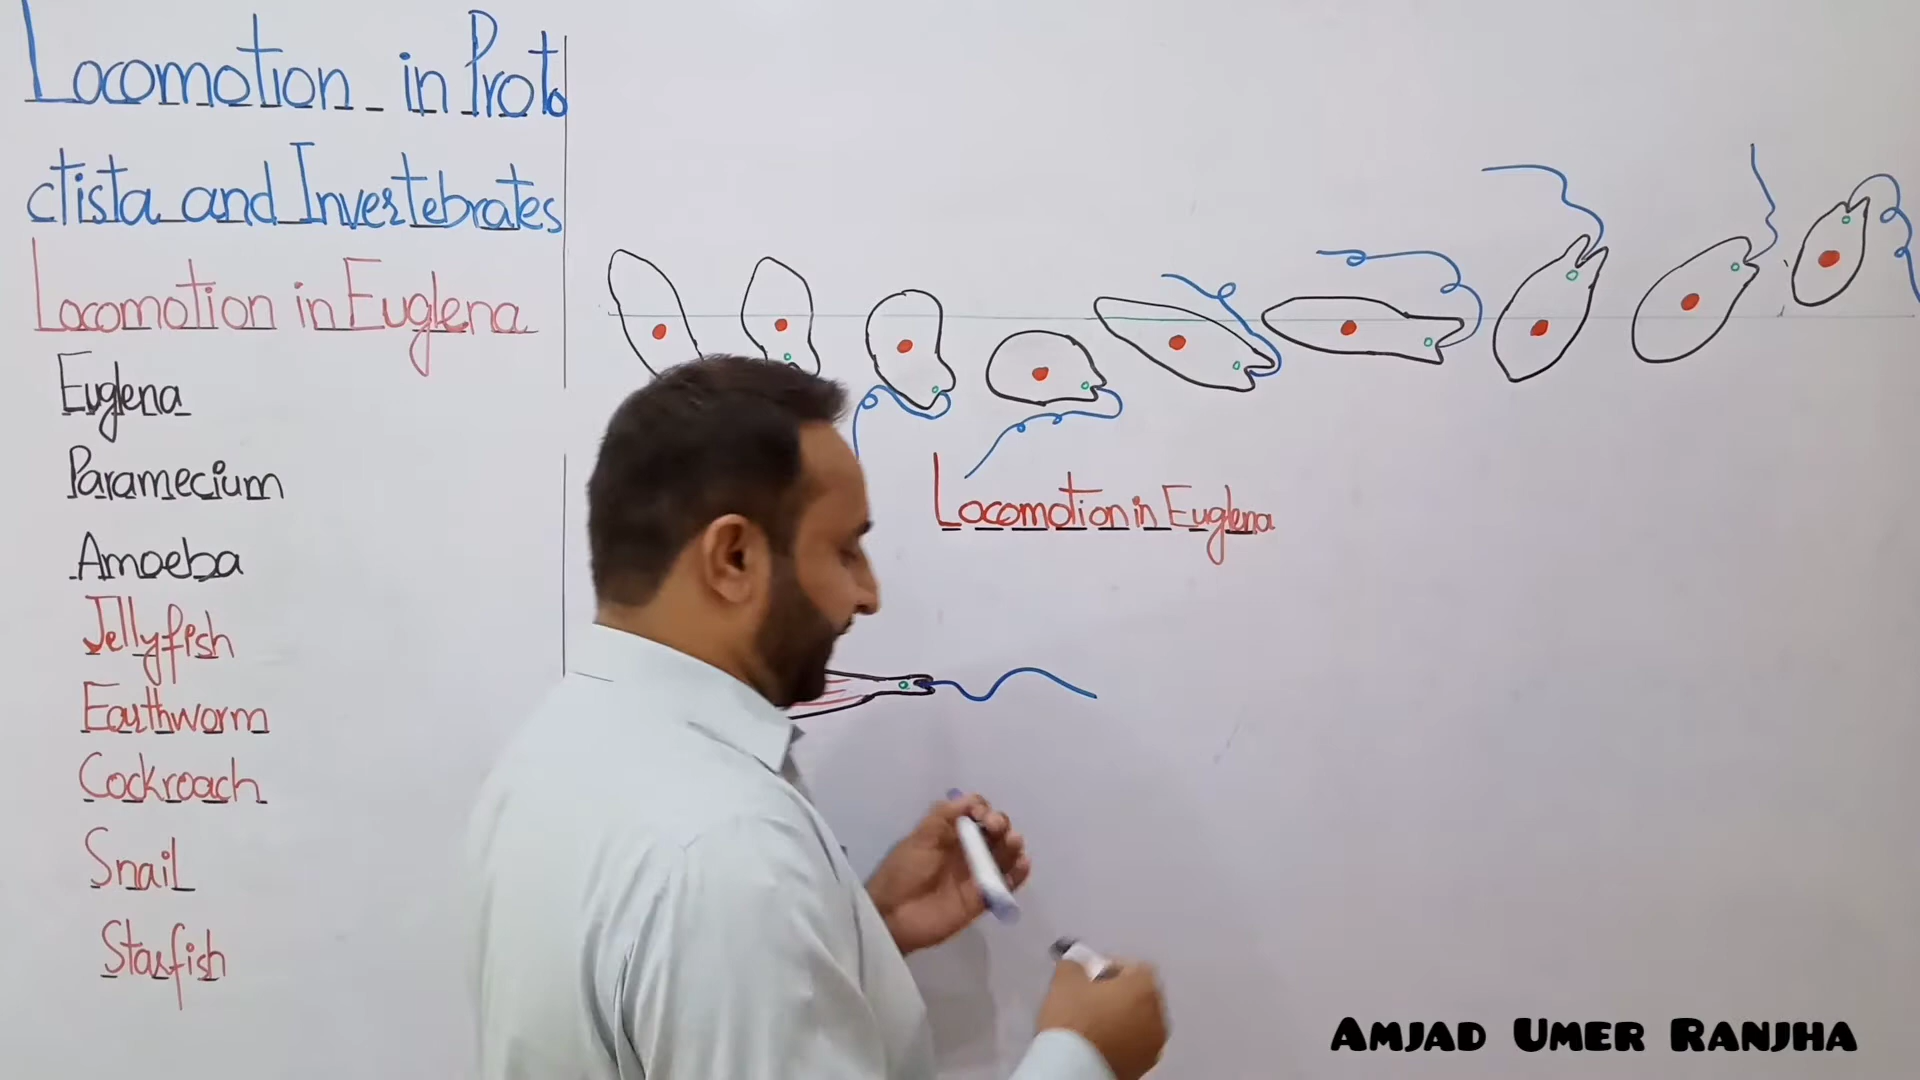 Locomotion in Proto
ctista and Invertebrates
Locomotion in Euglena
Euglena
Paramecium
Amoeba
Jellyfish
Earthworm
Cockroach
Snail
Starfish
Locomotion in Euglena
AMJAD UMER RANJHA